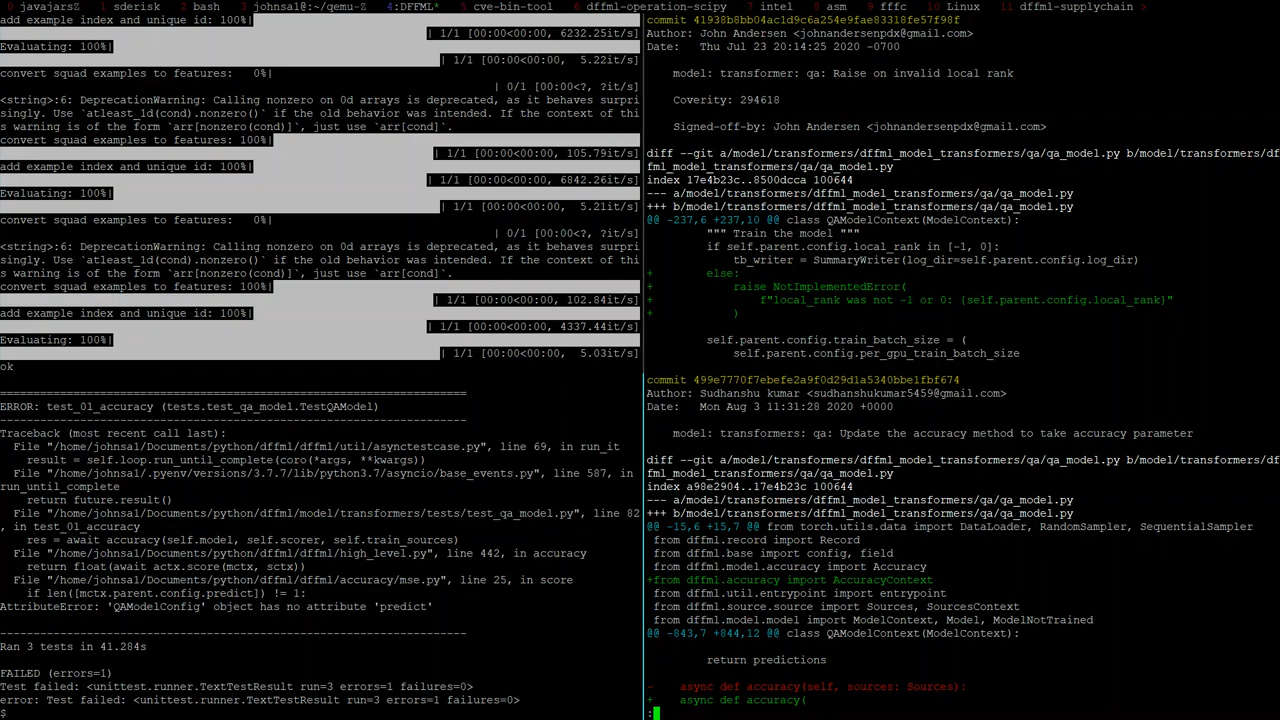 0 javajarsZ  1 sderisk  2 bash  3 johnsa1@:~/qemu-Z  4:DFFML*  5 cve-bin-tool  6 dffml-operation-scipy  7 intel  8 asm  9 fffc  10 Linux  11 dffml-supplychain >
add example index and unique id: 100%|
| 1/1 [00:00<00:00, 6232.25it/s]
Evaluating: 100%|
| 1/1 [00:00<00:00,  5.22it/s]
convert squad examples to features:   0%|
| 0/1 [00:00<?, ?it/s]
<string>:6: DeprecationWarning: Calling nonzero on 0d arrays is deprecated, as it behaves surpri
singly. Use `atleast_1d(cond).nonzero()` if the old behavior was intended. If the context of thi
s warning is of the form `arr[nonzero(cond)]`, just use `arr[cond]`.
convert squad examples to features: 100%|
| 1/1 [00:00<00:00, 105.79it/s]
add example index and unique id: 100%|
| 1/1 [00:00<00:00, 6842.26it/s]
Evaluating: 100%|
| 1/1 [00:00<00:00,  5.21it/s]
convert squad examples to features:   0%|
| 0/1 [00:00<?, ?it/s]
<string>:6: DeprecationWarning: Calling nonzero on 0d arrays is deprecated, as it behaves surpri
singly. Use `atleast_1d(cond).nonzero()` if the old behavior was intended. If the context of thi
s warning is of the form `arr[nonzero(cond)]`, just use `arr[cond]`.
convert squad examples to features: 100%|
| 1/1 [00:00<00:00, 102.84it/s]
add example index and unique id: 100%|
| 1/1 [00:00<00:00, 4337.44it/s]
Evaluating: 100%|
| 1/1 [00:00<00:00,  5.03it/s]
ok

======================================================================
ERROR: test_01_accuracy (tests.test_qa_model.TestQAModel)
----------------------------------------------------------------------
Traceback (most recent call last):
  File "/home/johnsa1/Documents/python/dffml/dffml/util/asynctestcase.py", line 69, in run_it
    result = self.loop.run_until_complete(coro(*args, **kwargs))
  File "/home/johnsa1/.pyenv/versions/3.7.7/lib/python3.7/asyncio/base_events.py", line 587, in
run_until_complete
    return future.result()
  File "/home/johnsa1/Documents/python/dffml/model/transformers/tests/test_qa_model.py", line 82
, in test_01_accuracy
    res = await accuracy(self.model, self.scorer, self.train_sources)
  File "/home/johnsa1/Documents/python/dffml/dffml/high_level.py", line 442, in accuracy
    return float(await actx.score(mctx, sctx))
  File "/home/johnsa1/Documents/python/dffml/dffml/accuracy/mse.py", line 25, in score
    if len([mctx.parent.config.predict]) != 1:
AttributeError: 'QAModelConfig' object has no attribute 'predict'

----------------------------------------------------------------------
Ran 3 tests in 41.284s

FAILED (errors=1)
Test failed: <unittest.runner.TextTestResult run=3 errors=1 failures=0>
error: Test failed: <unittest.runner.TextTestResult run=3 errors=1 failures=0>
$
commit 41938b8bb04ac1d9c6a254e9fae83318fe57f98f
Author: John Andersen <johnandersenpdx@gmail.com>
Date:   Thu Jul 23 20:14:25 2020 -0700

    model: transformer: qa: Raise on invalid local rank

    Coverity: 294618

    Signed-off-by: John Andersen <johnandersenpdx@gmail.com>

diff --git a/model/transformers/dffml_model_transformers/qa/qa_model.py b/model/transformers/df
fml_model_transformers/qa/qa_model.py
index 17e4b23c..8500dcca 100644
--- a/model/transformers/dffml_model_transformers/qa/qa_model.py
+++ b/model/transformers/dffml_model_transformers/qa/qa_model.py
@@ -237,6 +237,10 @@ class QAModelContext(ModelContext):
         """ Train the model """
         if self.parent.config.local_rank in [-1, 0]:
             tb_writer = SummaryWriter(log_dir=self.parent.config.log_dir)
+        else:
+            raise NotImplementedError(
+                f"local_rank was not -1 or 0: {self.parent.config.local_rank}"
+            )

         self.parent.config.train_batch_size = (
             self.parent.config.per_gpu_train_batch_size

commit 499e7770f7ebefe2a9f0d29d1a5340bbe1fbf674
Author: Sudhanshu kumar <sudhanshukumar5459@gmail.com>
Date:   Mon Aug 3 11:31:28 2020 +0000

    model: transformers: qa: Update the accuracy method to take accuracy parameter

diff --git a/model/transformers/dffml_model_transformers/qa/qa_model.py b/model/transformers/df
fml_model_transformers/qa/qa_model.py
index a98e2904..17e4b23c 100644
--- a/model/transformers/dffml_model_transformers/qa/qa_model.py
+++ b/model/transformers/dffml_model_transformers/qa/qa_model.py
@@ -15,6 +15,7 @@ from torch.utils.data import DataLoader, RandomSampler, SequentialSampler
 from dffml.record import Record
 from dffml.base import config, field
 from dffml.model.accuracy import Accuracy
+from dffml.accuracy import AccuracyContext
 from dffml.util.entrypoint import entrypoint
 from dffml.source.source import Sources, SourcesContext
 from dffml.model.model import ModelContext, Model, ModelNotTrained
@@ -843,7 +844,12 @@ class QAModelContext(ModelContext):

         return predictions

-    async def accuracy(self, sources: Sources):
+    async def accuracy(
: